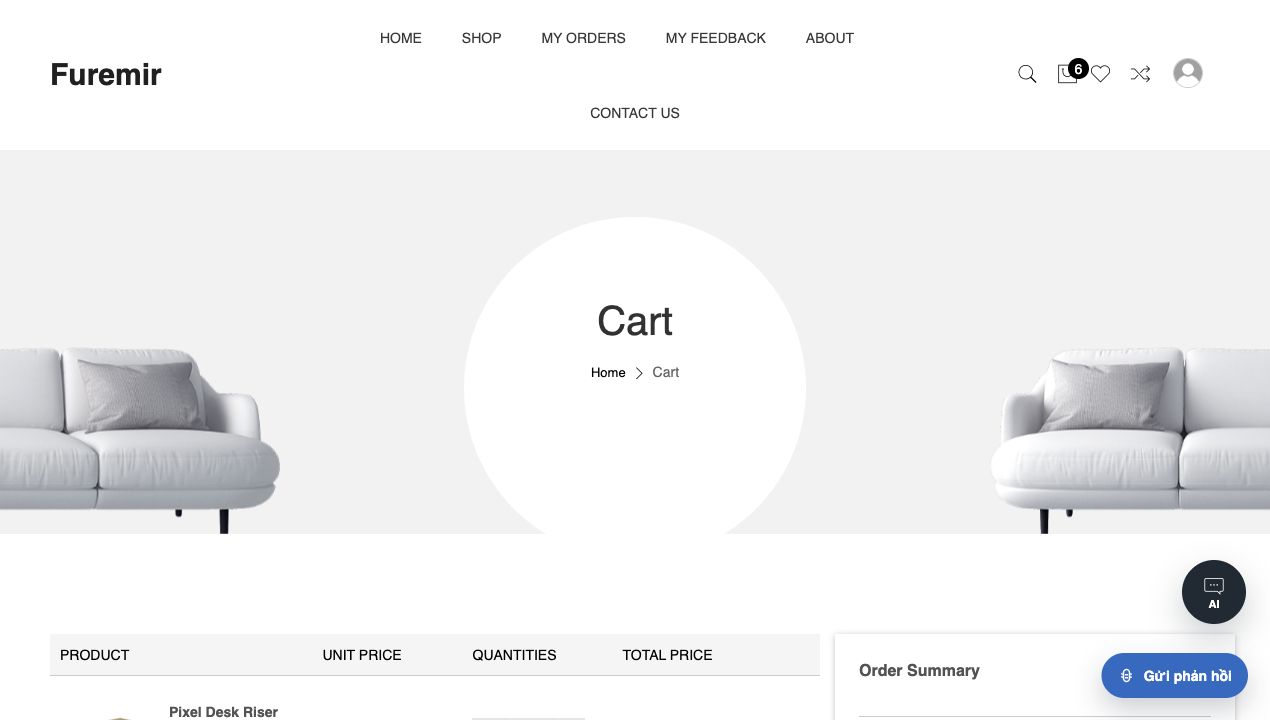 HOME SHOP MY ORDERS MY FEEDBACK ABOUT
Furemir
6
CONTACT US
Cart
Home Cart
AI
PRODUCT UNIT PRICE QUANTITIES TOTAL PRICE
Order Summary
Gửi phản hồi
Pixel Desk Riser